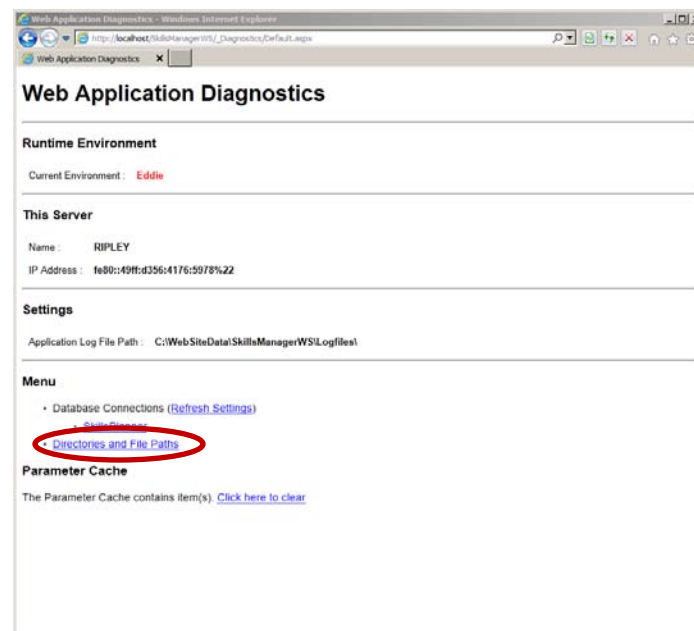 Web Application Diagnostics - Windows Internet Explorer
http://localhost/SkillsManagerWS/_Diagnostics/Default.aspx
Web Application Diagnostics
Web Application Diagnostics
Runtime Environment
Current Environment : Eddie
This Server
Name : RIPLEY
IP Address : fe80::49ff:d356:4176:5978%22
Settings
Application Log File Path : C:\WebSiteData\SkillsManagerWS\Logfiles\
Menu
• Database Connections (Refresh Settings)
• SkillsPlanner
• Directories and File Paths
Parameter Cache
The Parameter Cache contains item(s). Click here to clear